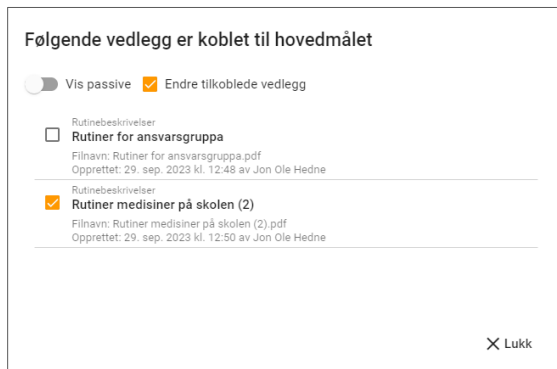 Følgende vedlegg er koblet til hovedmålet
Vis passive Endre tilkoblede vedlegg
Rutinebeskrivelser
Rutiner for ansvarsgruppa
Filnavn: Rutiner for ansvarsgruppa.pdf
Opprettet: 29. sep. 2023 kl. 12:48 av Jon Ole Hedne
Rutinebeskrivelser
Rutiner medisiner på skolen (2)
Filnavn: Rutiner medisiner på skolen (2).pdf
Opprettet: 29. sep. 2023 kl. 12:50 av Jon Ole Hedne
Lukk